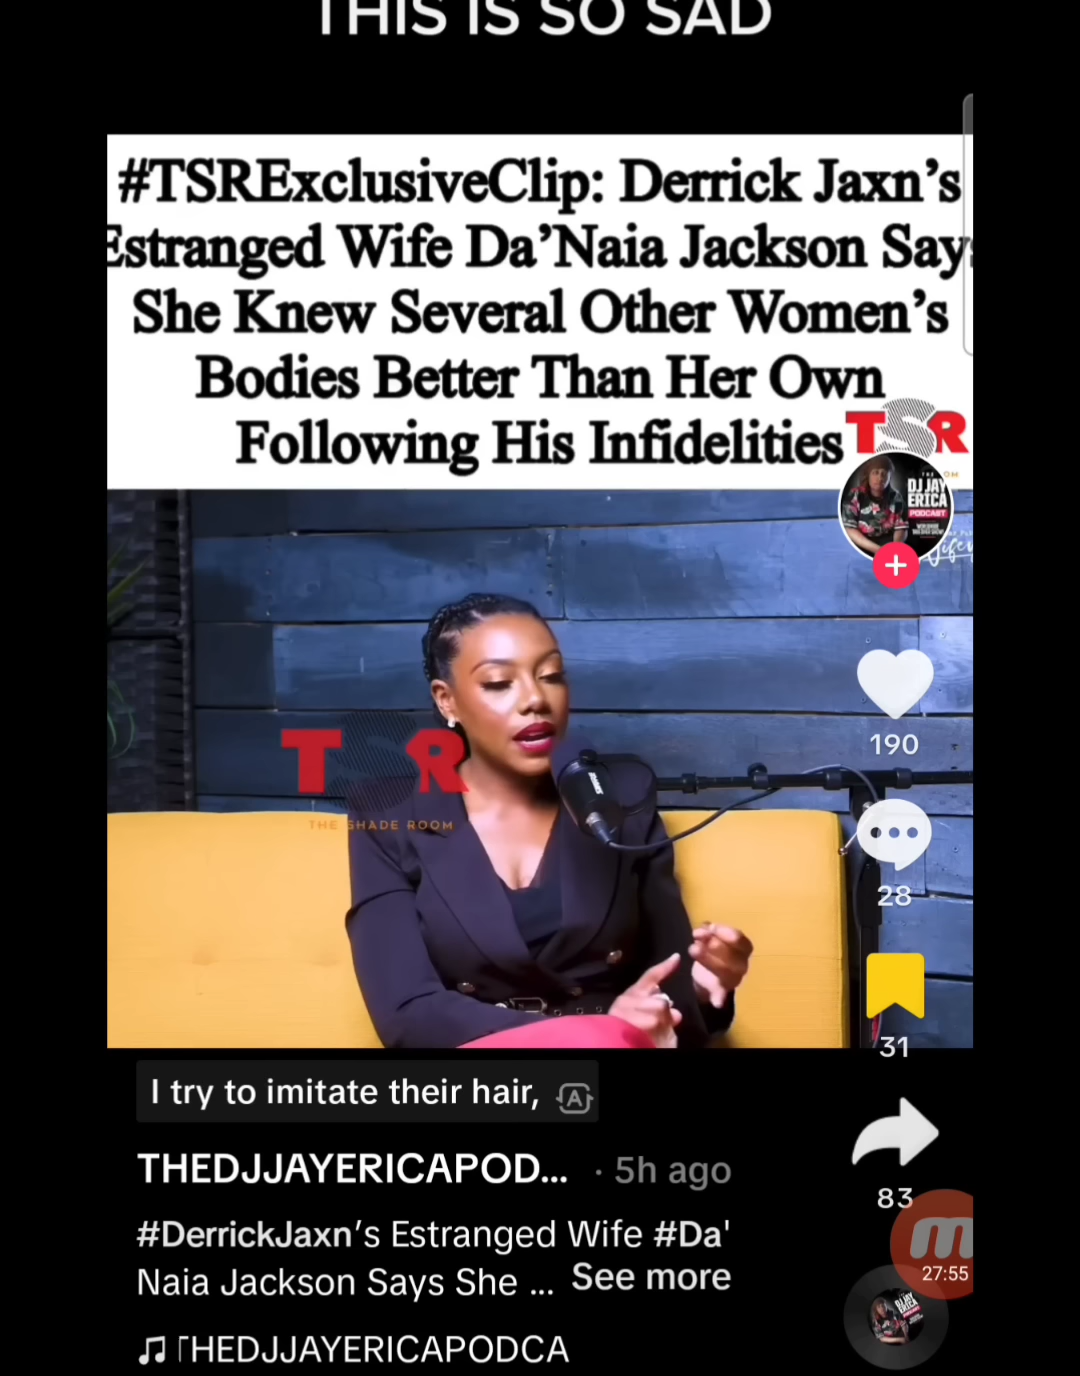 THIS IS SO SAD
#TSRExclusiveClip: Derrick Jaxn’s
Estranged Wife Da’Naia Jackson Says
She Knew Several Other Women’s
Bodies Better Than Her Own
Following His Infidelities
TSR
DJ JAY
ERICA
PODCAST
190
TSR
THE SHADE ROOM
28
31
I try to imitate their hair,
THEDJJAYERICAPOD... · 5h ago
83
#DerrickJaxn’s Estranged Wife #Da'
Naia Jackson Says She ... See more
27:55
THEDJJAYERICAPODCA